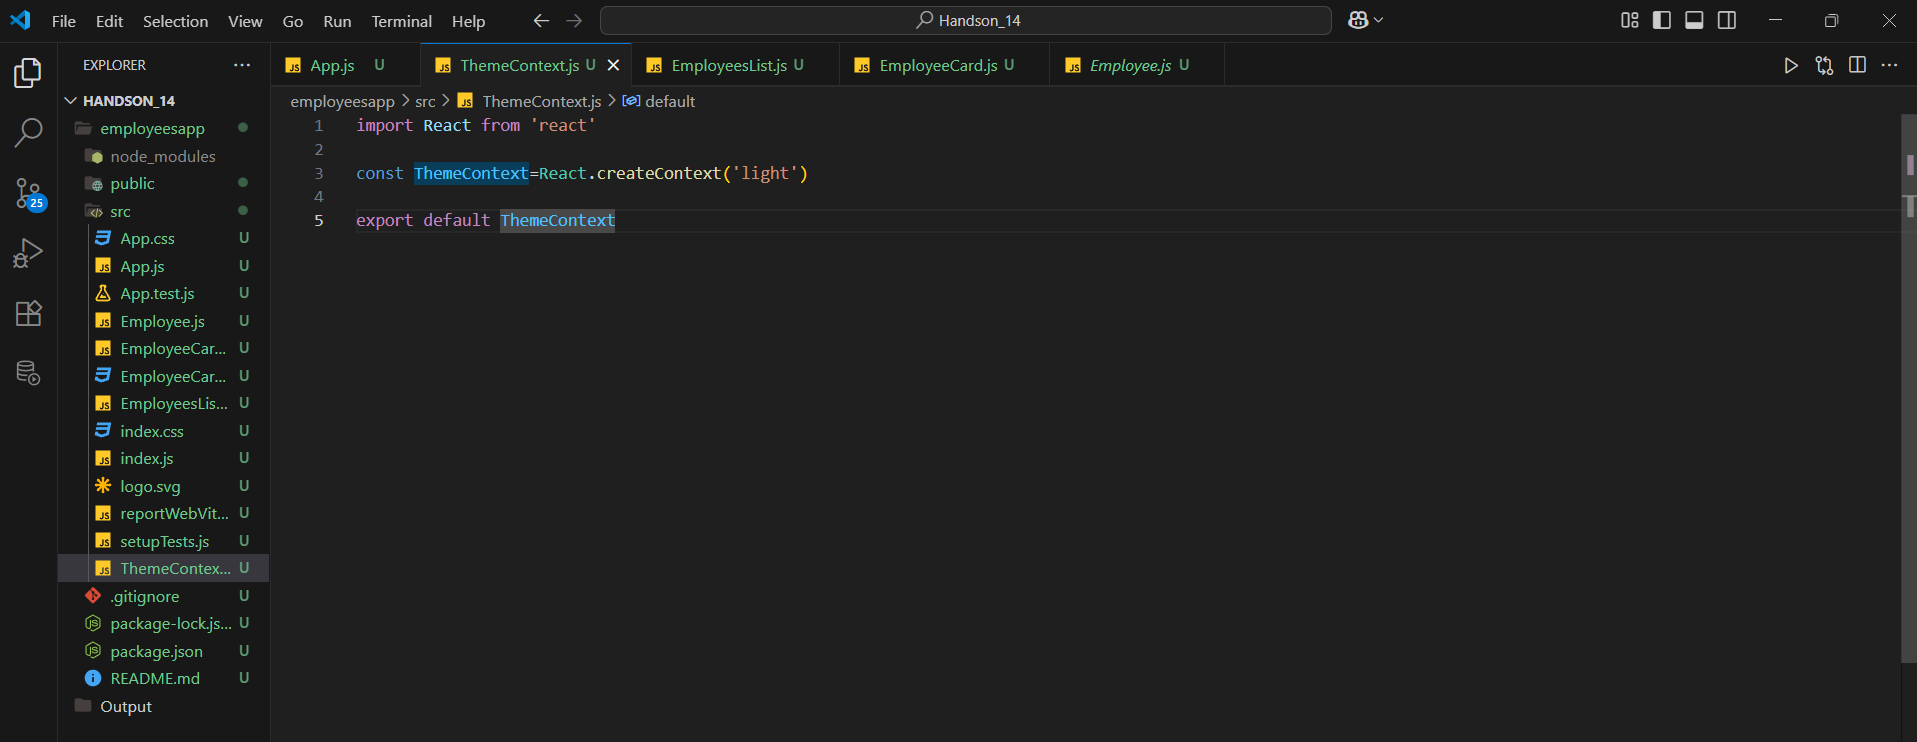 File Edit Selection View Go Run Terminal Help
Handson_14
EXPLORER
HANDSON_14
employeesapp
node_modules
public
src
App.css U
App.js U
App.test.js U
Employee.js U
EmployeeCar... U
EmployeeCar... U
EmployeesLis... U
index.css U
index.js U
logo.svg U
reportWebVit... U
setupTests.js U
ThemeContex... U
.gitignore U
package-lock.js... U
package.json U
README.md U
Output
25
App.js U
ThemeContext.js U
EmployeesList.js U
EmployeeCard.js U
Employee.js U
employeesapp > src > JS ThemeContext.js > default
1 import React from 'react'
2
3 const ThemeContext=React.createContext('light')
4
5 export default ThemeContext